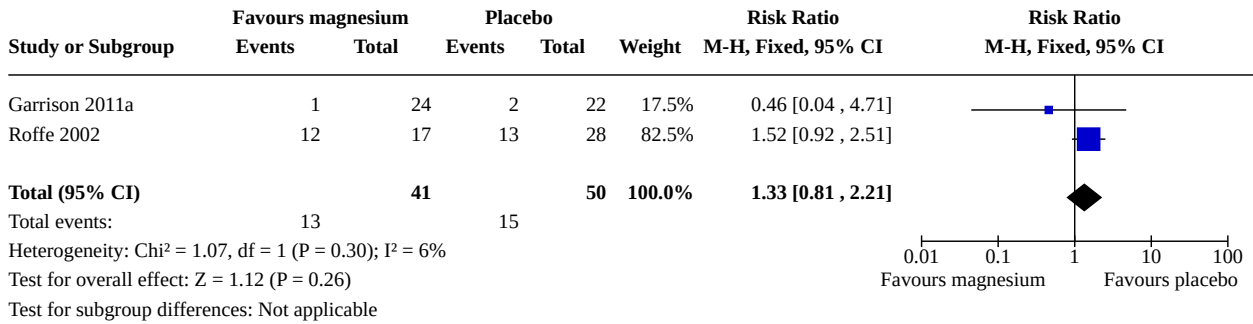 Favours magnesium Placebo Risk Ratio Risk Ratio
Study or Subgroup Events Total Events Total Weight M-H, Fixed, 95% CI M-H, Fixed, 95% CI
Garrison 2011a 1 24 2 22 17.5% 0.46 [0.04 , 4.71]
Roffe 2002 12 17 13 28 82.5% 1.52 [0.92 , 2.51]
Total (95% CI) 41 50 100.0% 1.33 [0.81 , 2.21]
Total events: 13 15
Heterogeneity: Chi² = 1.07, df = 1 (P = 0.30); I² = 6%
0.01 0.1 1 10 100
Test for overall effect: Z = 1.12 (P = 0.26)
Favours magnesium Favours placebo
Test for subgroup differences: Not applicable